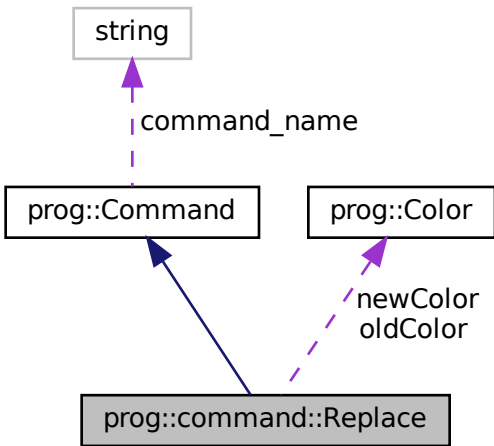 string
command_name
prog::Command
prog::Color
newColor
oldColor
prog::command::Replace